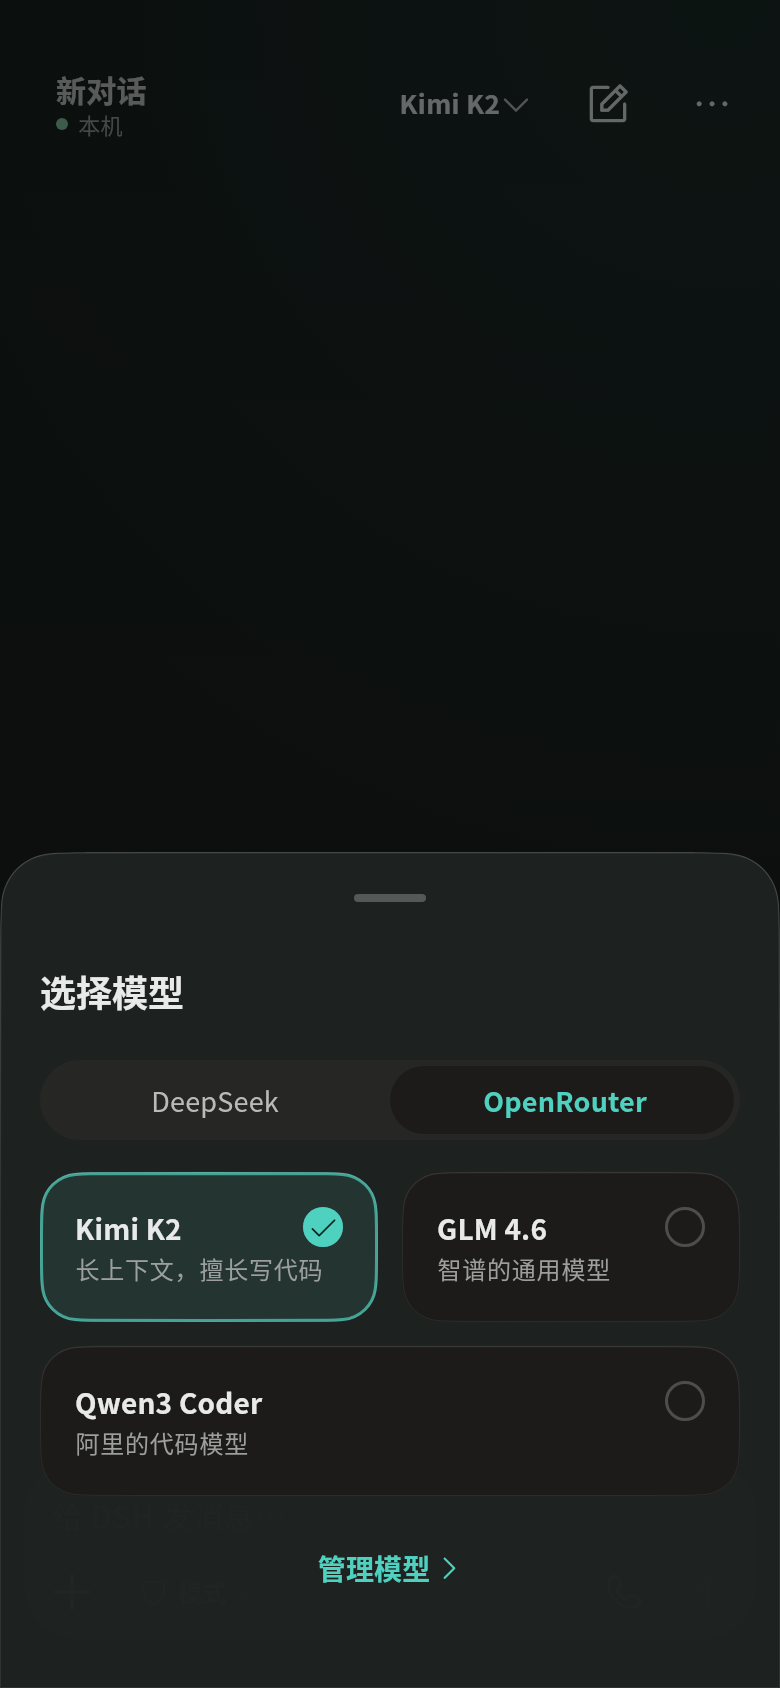 新对话
本机
Kimi K2
选择模型
DeepSeek
OpenRouter
Kimi K2
长上下文，擅长写代码
GLM 4.6
智谱的通用模型
Qwen3 Coder
阿里的代码模型
管理模型